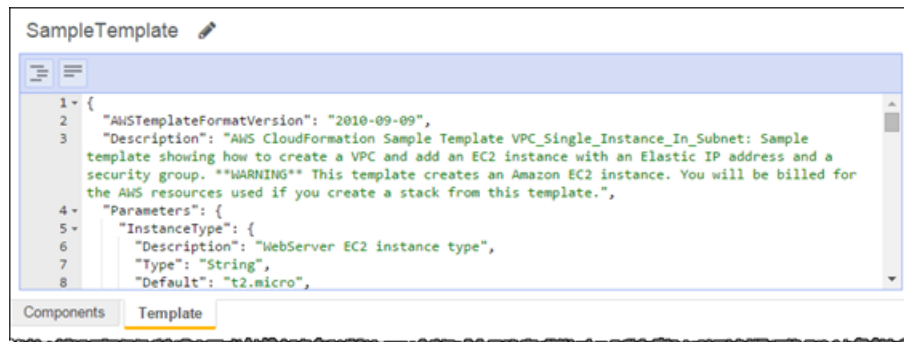 SampleTemplate
1 {
2 "AWSTemplateFormatVersion": "2010-09-09",
3 "Description": "AWS CloudFormation Sample Template VPC_Single_Instance_In_Subnet: Sample
template showing how to create a VPC and add an EC2 instance with an Elastic IP address and a
security group. **WARNING** This template creates an Amazon EC2 instance. You will be billed for
the AWS resources used if you create a stack from this template.",
4 "Parameters": {
5 "InstanceType": {
6 "Description": "WebServer EC2 instance type",
7 "Type": "String",
8 "Default": "t2.micro",
Components Template